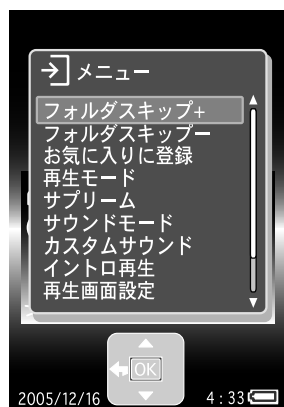 メニュー
フォルダスキップ+
フォルダスキップー
お気に入りに登録
再生モード
サプリーム
サウンドモード
カスタムサウンド
イントロ再生
再生画面設定
OK
2005/12/16
4:33